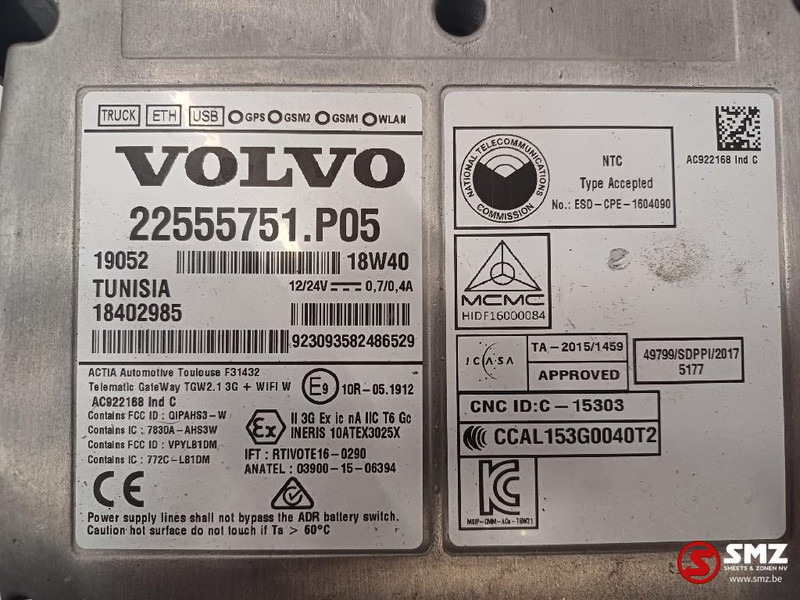 TRUCK ETH USB GPS GSM2 GSM1 WLAN
VOLVO
22555751.P05
19052 18W40
TUNISIA 12/24V 0,7/0,4A
18402985
923093582486529
ACTIA Automotive Toulouse F31432
Telematic GateWay TGW2.1 3G + WIFI W
AC922168 Ind C
E9 10R-05.1912
Contains FCC ID : QIPAHS3-W
Contains IC : 7830A-AHS3W
Contains FCC ID : VPYLB1DM
Contains IC : 772C-LB1DM
Ex II 3G Ex ic nA IIC T6 Gc
INERIS 10ATEX3025X
IFT : RTIVOTE16-0290
ANATEL : 03900-15-06394
CE
Power supply lines shall not bypass the ADR battery switch.
Caution hot surface do not touch if Ta > 60°C
NATIONAL TELECOMMUNICATIONS COMMISSION
NTC
Type Accepted
No.: ESD-CPE-1604090
AC922168 Ind C
MCMC
HIDF16000084
ICASA
TA-2015/1459
APPROVED
49799/SDPPI/2017
5177
CNC ID:C-15303
CCAL153G0040T2
KC
SMZ
SHEETS & ZONEN NV
www.smz.be